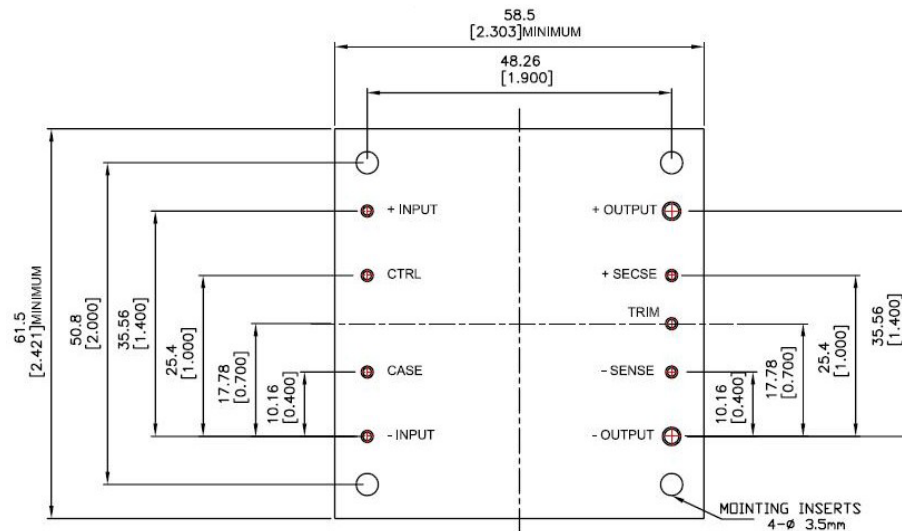 58.5
[2.303]MINIMUM
48.26
[1.900]
61.5
[2.421]MINIMUM
50.8
[2.000]
35.56
[1.400]
25.4
[1.000]
17.78
[0.700]
10.16
[0.400]
+ INPUT
CTRL
CASE
- INPUT
+ OUTPUT
+ SECSE
TRIM
- SENSE
- OUTPUT
10.16
[0.400]
17.78
[0.700]
25.4
[1.000]
35.56
[1.400]
MOINTING INSERTS
4-ø 3.5mm